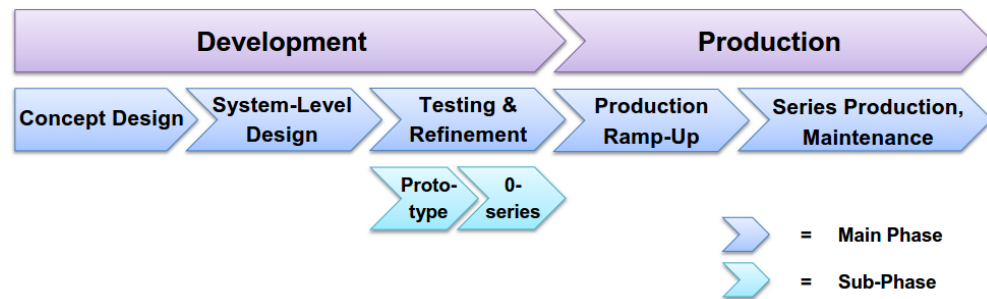 Development
Production
Concept Design
System-Level
Design
Testing &
Refinement
Production
Ramp-Up
Series Production,
Maintenance
Proto-
type
0-
series
= Main Phase
= Sub-Phase